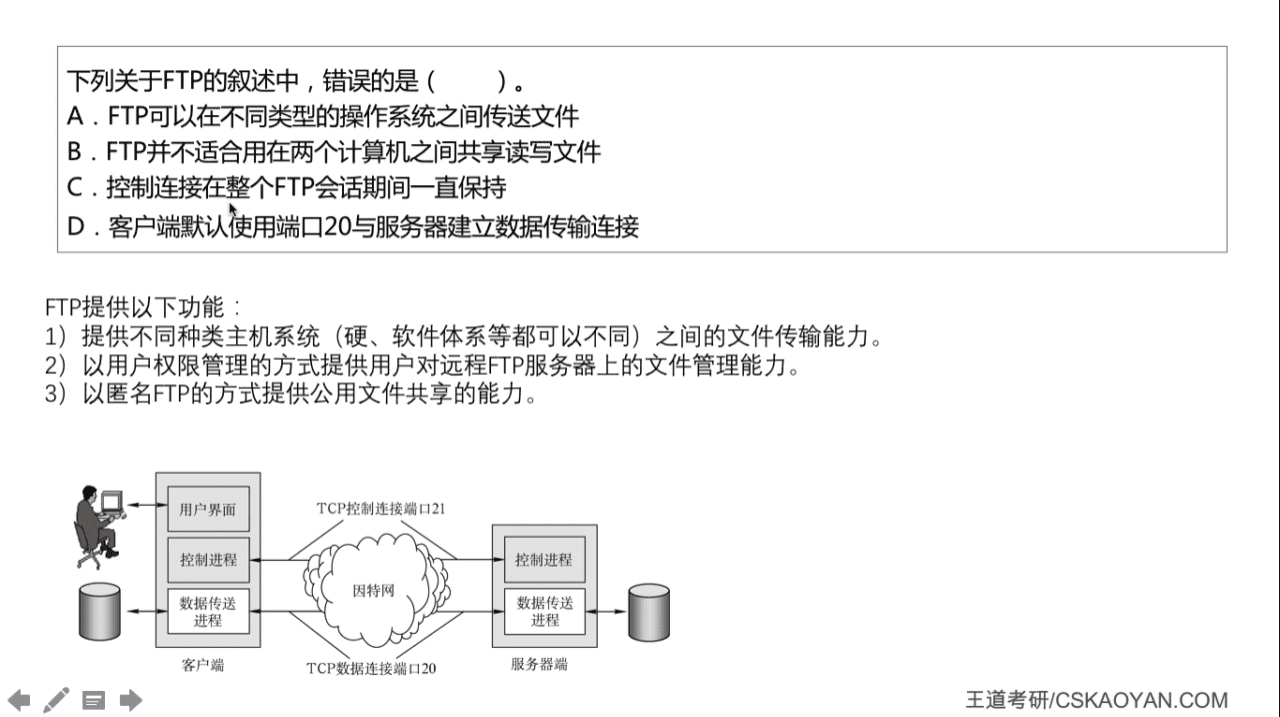 下列关于FTP的叙述中，错误的是（　　）。
A．FTP可以在不同类型的操作系统之间传送文件
B．FTP并不适合用在两个计算机之间共享读写文件
C．控制连接在整个FTP会话期间一直保持
D．客户端默认使用端口20与服务器建立数据传输连接
FTP提供以下功能：
1）提供不同种类主机系统（硬、软件体系等都可以不同）之间的文件传输能力。
2）以用户权限管理的方式提供用户对远程FTP服务器上的文件管理能力。
3）以匿名FTP的方式提供公用文件共享的能力。
TCP控制连接端口21
用户界面
控制进程
控制进程
因特网
数据传送
进程
数据传送
进程
客户端
TCP数据连接端口20
服务器端
王道考研/CSKAOYAN.COM